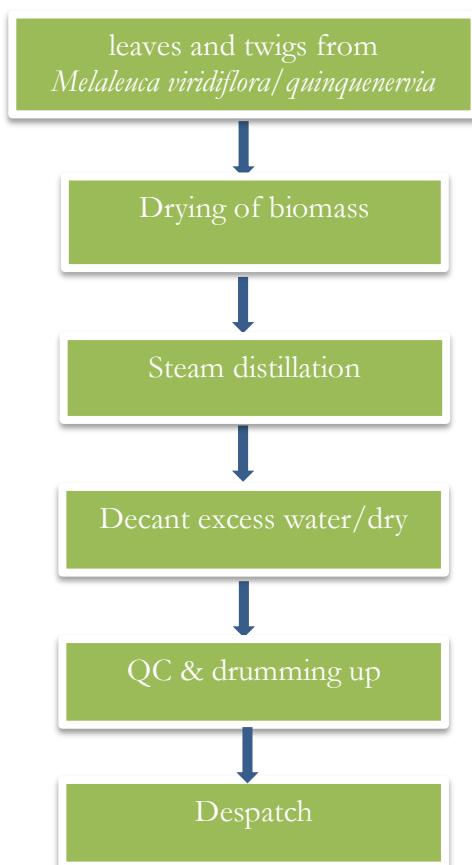 leaves and twigs from
Melaleuca viridiflora/quinquenervia
Drying of biomass
Steam distillation
Decant excess water/dry
QC & drumming up
Despatch